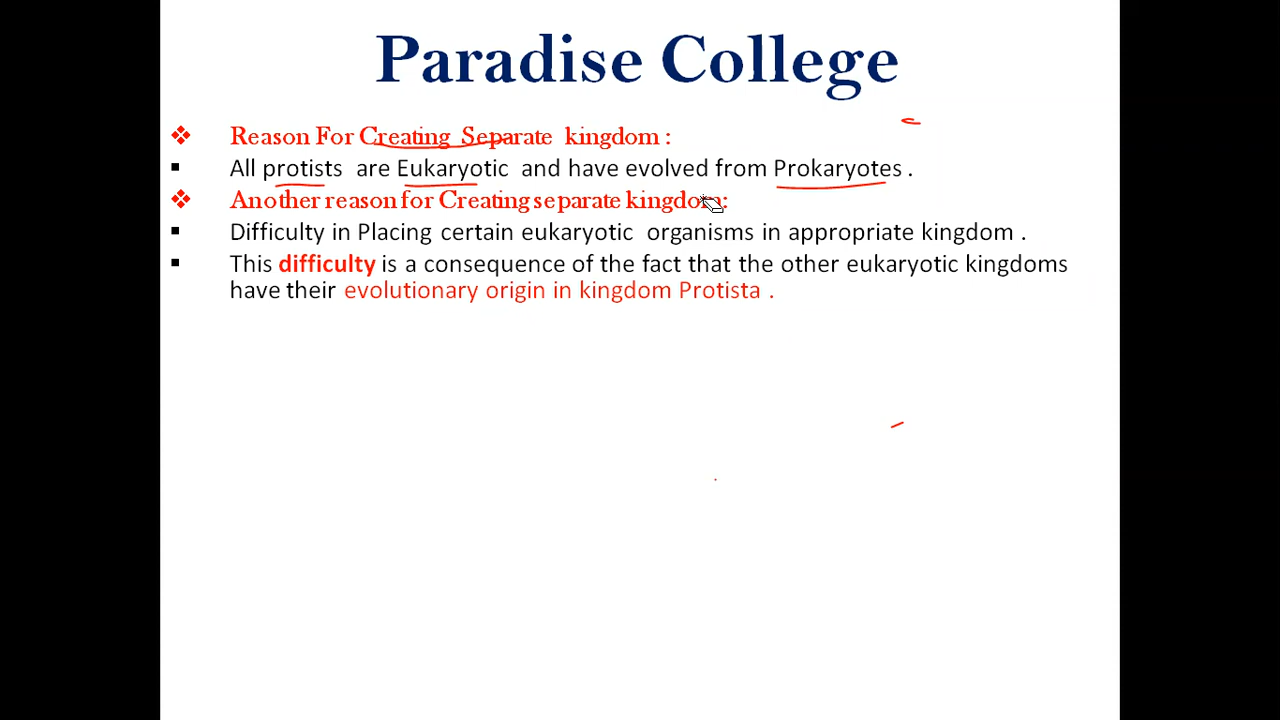 Paradise College
Reason For Creating Separate kingdom :
All protists are Eukaryotic and have evolved from Prokaryotes .
Another reason for Creating separate kingdom:
Difficulty in Placing certain eukaryotic organisms in appropriate kingdom .
This difficulty is a consequence of the fact that the other eukaryotic kingdoms
have their evolutionary origin in kingdom Protista .